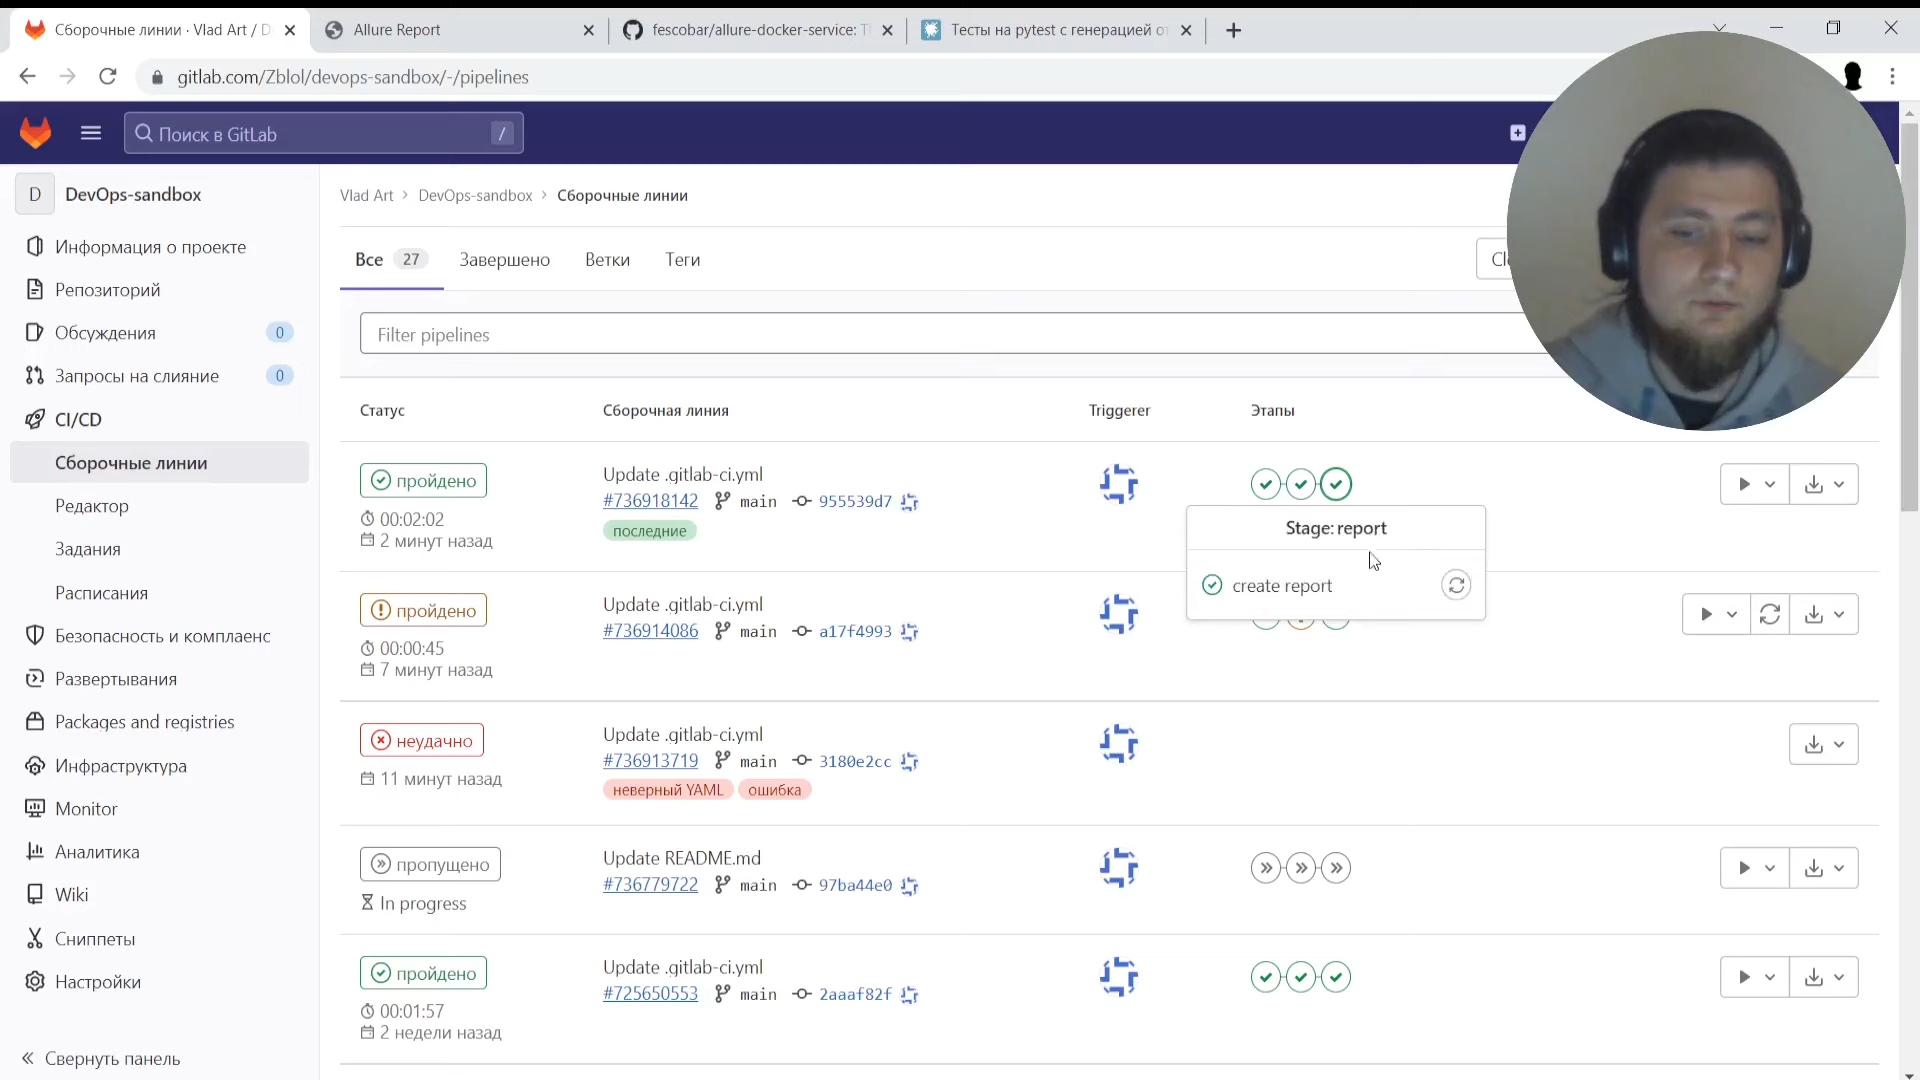 Сборочные линии · Vlad Art / D
Allure Report
fescobar/allure-docker-service: T
Тесты на pytest с генерацией от
gitlab.com/Zblol/devops-sandbox/-/pipelines
Поиск в GitLab
/
D
DevOps-sandbox
Информация о проекте
Репозиторий
Обсуждения 0
Запросы на слияние 0
CI/CD
Сборочные линии
Редактор
Задания
Расписания
Безопасность и комплаенс
Развертывания
Packages and registries
Инфраструктура
Monitor
Аналитика
Wiki
Сниппеты
Настройки
Свернуть панель
Vlad Art > DevOps-sandbox > Сборочные линии
Все 27 Завершено Ветки Теги
Cl
Filter pipelines
Статус Сборочная линия Triggerer Этапы
пройдено
00:02:02
2 минут назад
Update .gitlab-ci.yml
#736918142 main 955539d7
последние
Stage: report
create report
пройдено
00:00:45
7 минут назад
Update .gitlab-ci.yml
#736914086 main a17f4993
неудачно
11 минут назад
Update .gitlab-ci.yml
#736913719 main 3180e2cc
неверный YAML ошибка
пропущено
In progress
Update README.md
#736779722 main 97ba44e0
пройдено
00:01:57
2 недели назад
Update .gitlab-ci.yml
#725650553 main 2aaaf82f